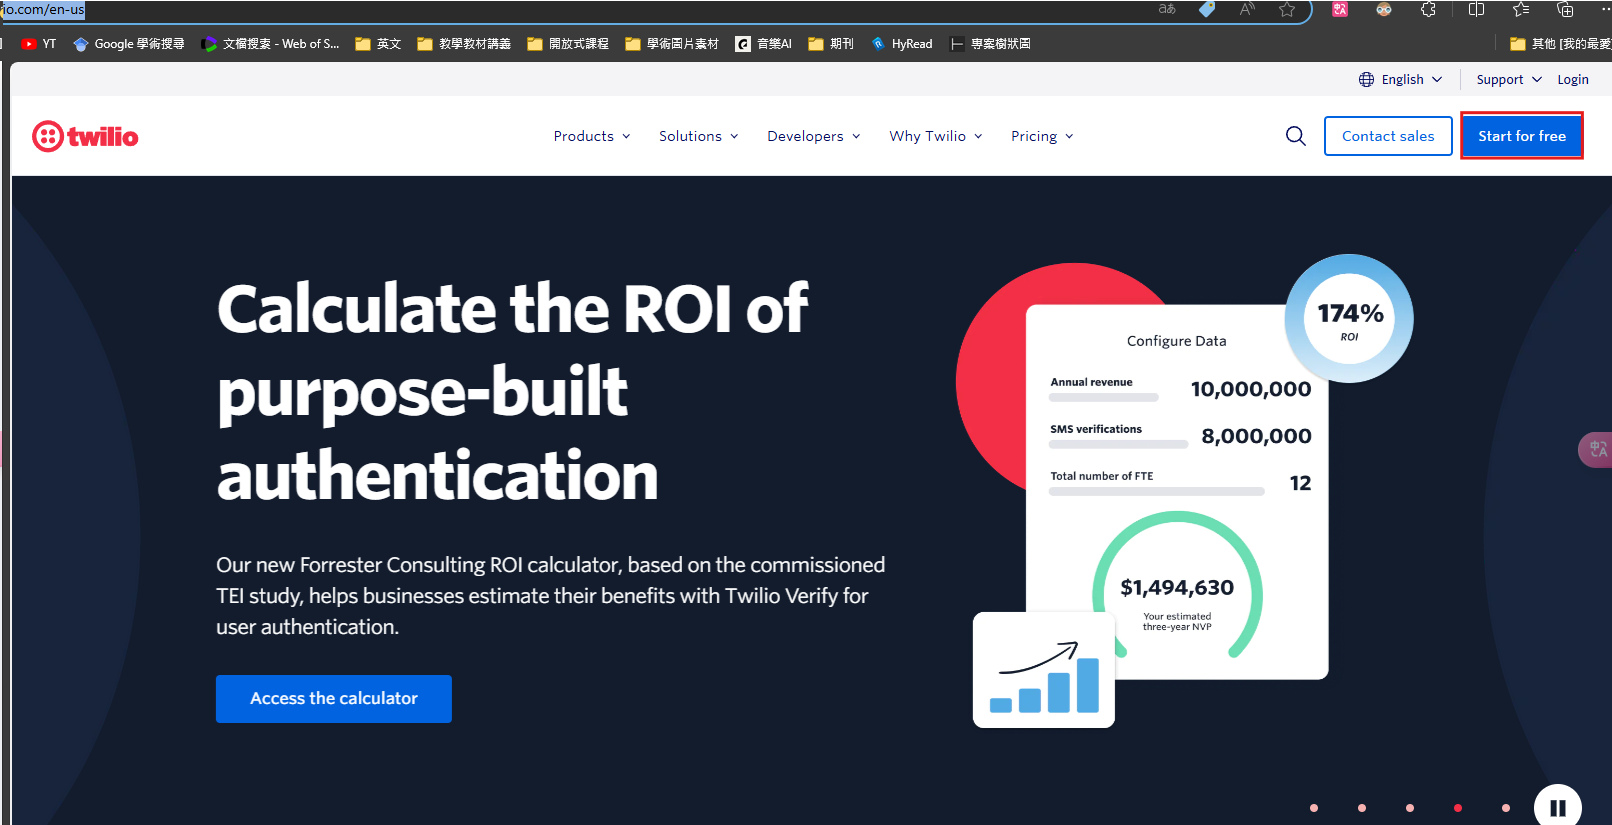 io.com/en-us
YT
Google 學術搜尋
文檔搜索 - Web of S...
英文
教學教材講義
開放式課程
學術圖片素材
音樂AI
期刊
HyRead
專案樹狀圖
其他 [我的最愛]
English
Support
Login
twilio
Products
Solutions
Developers
Why Twilio
Pricing
Contact sales
Start for free
Calculate the ROI of
purpose-built
authentication
Our new Forrester Consulting ROI calculator, based on the commissioned
TEI study, helps businesses estimate their benefits with Twilio Verify for
user authentication.
Access the calculator
174%
ROI
Configure Data
Annual revenue
10,000,000
SMS verifications
8,000,000
Total number of FTE
12
$1,494,630
Your estimated
three-year NVP